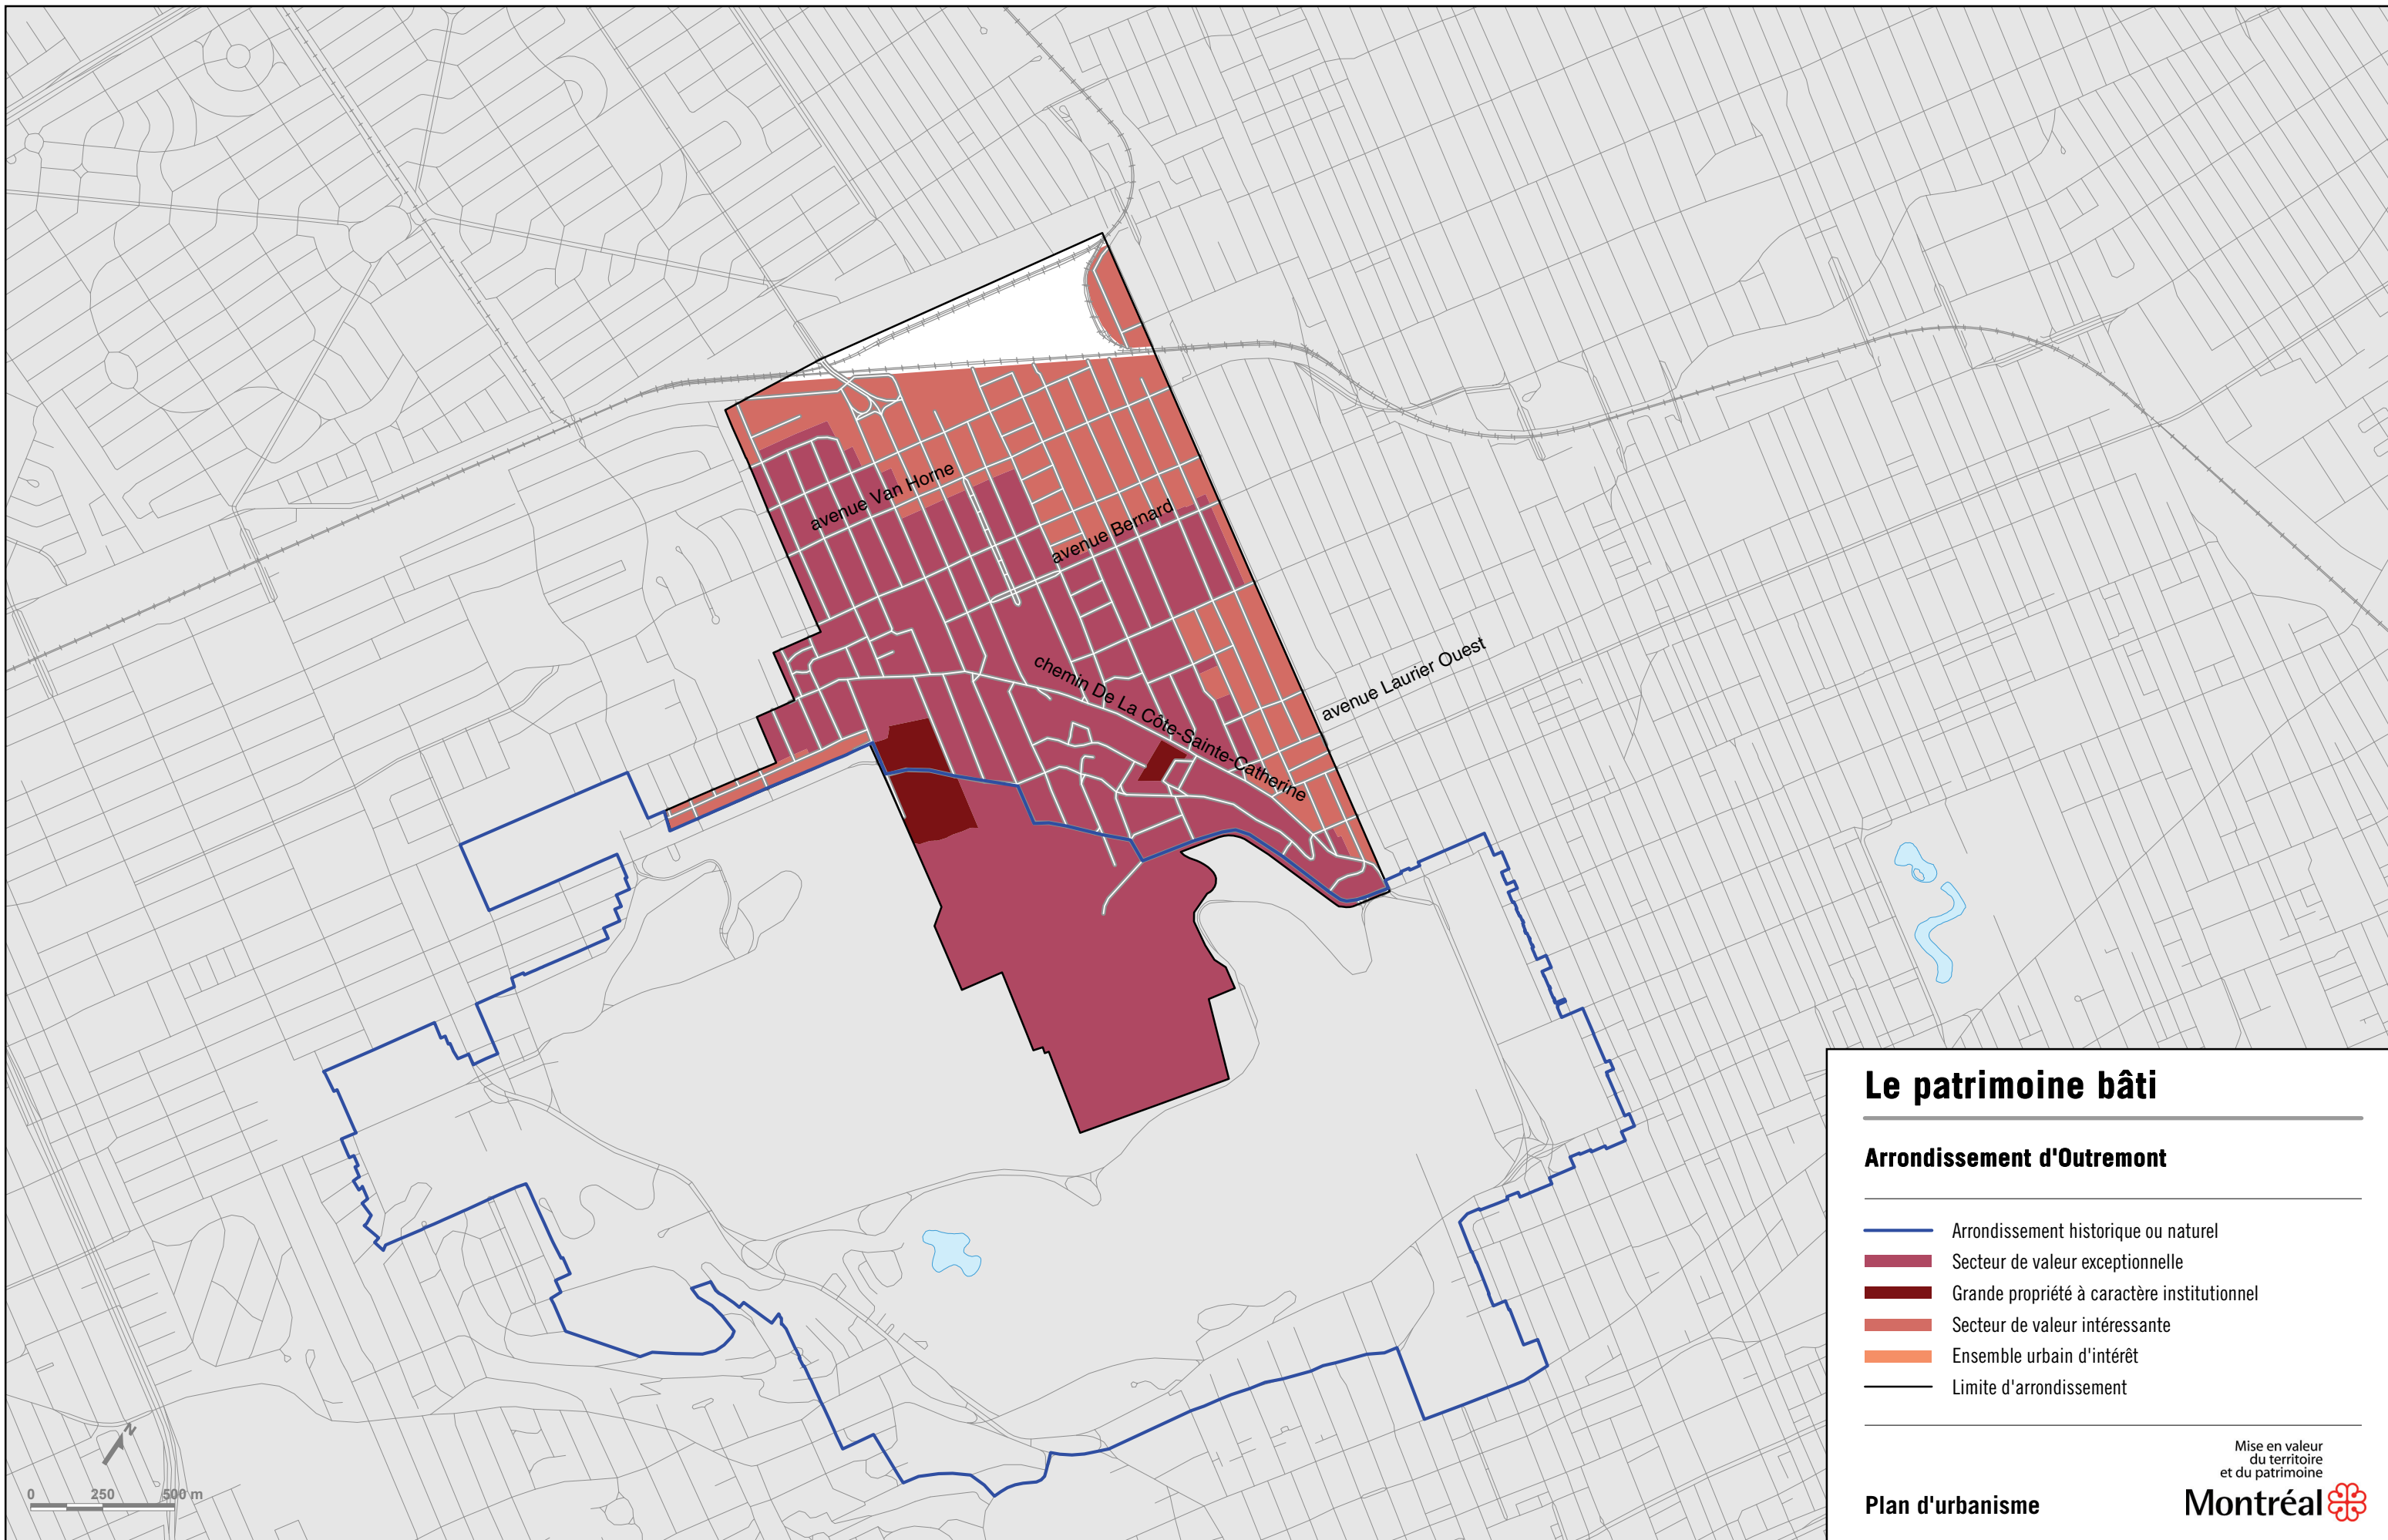 avenue Van Horne
avenue Bernard
chemin De La Côte-Sainte-Catherine
avenue Laurier Ouest
N
0 250 500 m
Le patrimoine bâti
Arrondissement d'Outremont
Arrondissement historique ou naturel
Secteur de valeur exceptionnelle
Grande propriété à caractère institutionnel
Secteur de valeur intéressante
Ensemble urbain d'intérêt
Limite d'arrondissement
Mise en valeur
du territoire
et du patrimoine
Plan d'urbanisme
Montréal